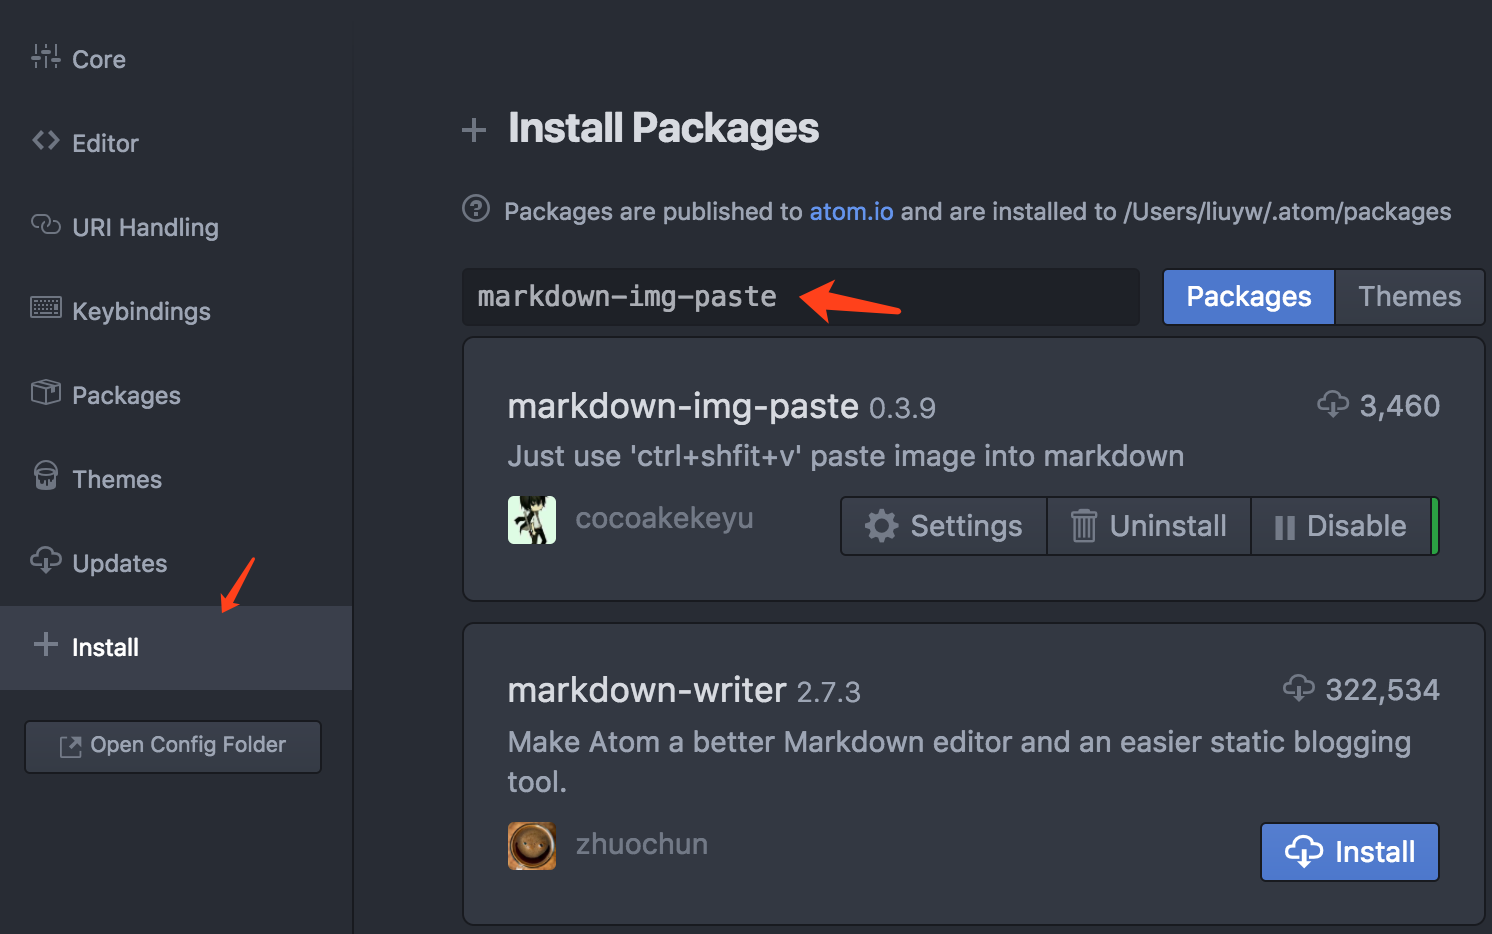 Core
Editor
URI Handling
Keybindings
Packages
Themes
Updates
Install
Open Config Folder
Install Packages
Packages are published to atom.io and are installed to /Users/liuyw/.atom/packages
markdown-img-paste
Packages
Themes
markdown-img-paste 0.3.9
3,460
Just use 'ctrl+shfit+v' paste image into markdown
cocoakekeyu
Settings
Uninstall
Disable
markdown-writer 2.7.3
322,534
Make Atom a better Markdown editor and an easier static blogging
tool.
zhuochun
Install